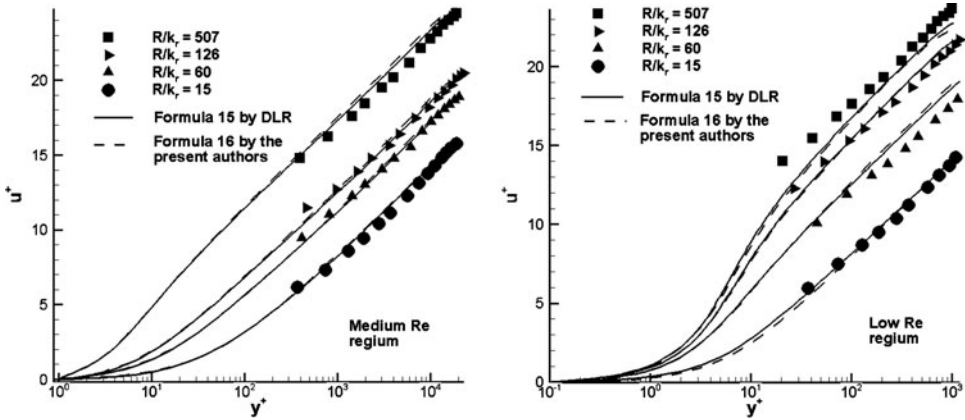 R/kr = 507
R/kr = 126
R/kr = 60
R/kr = 15
Formula 15 by DLR
Formula 16 by the
present authors
20
15
10
5
0
u+
Medium Re
regium
10^0
10^1
10^2
10^3
10^4
y+
R/kr = 507
R/kr = 126
R/kr = 60
R/kr = 15
Formula 15 by DLR
Formula 16 by the
present authors
20
15
10
5
0
u+
Low Re
regium
10^-1
10^0
10^1
10^2
10^3
y+